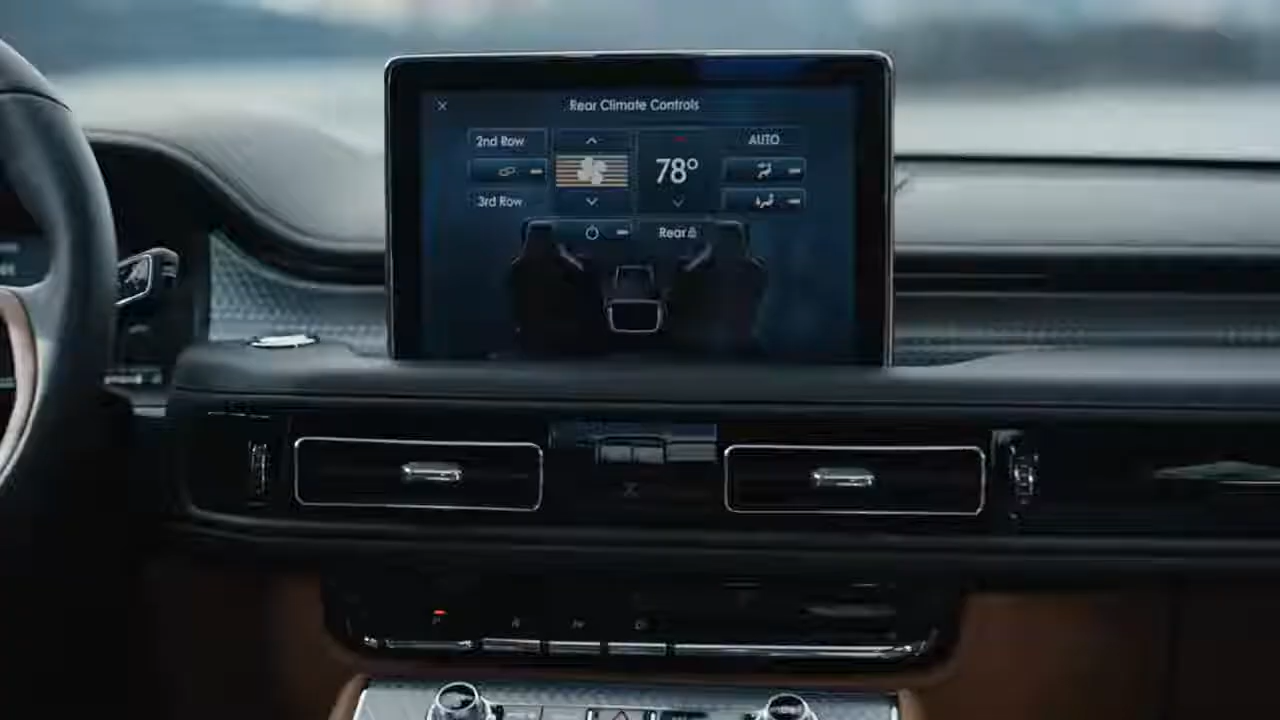 Rear Climate Controls
2nd Row
AUTO
78°
3rd Row
Rear
P
R
N
D